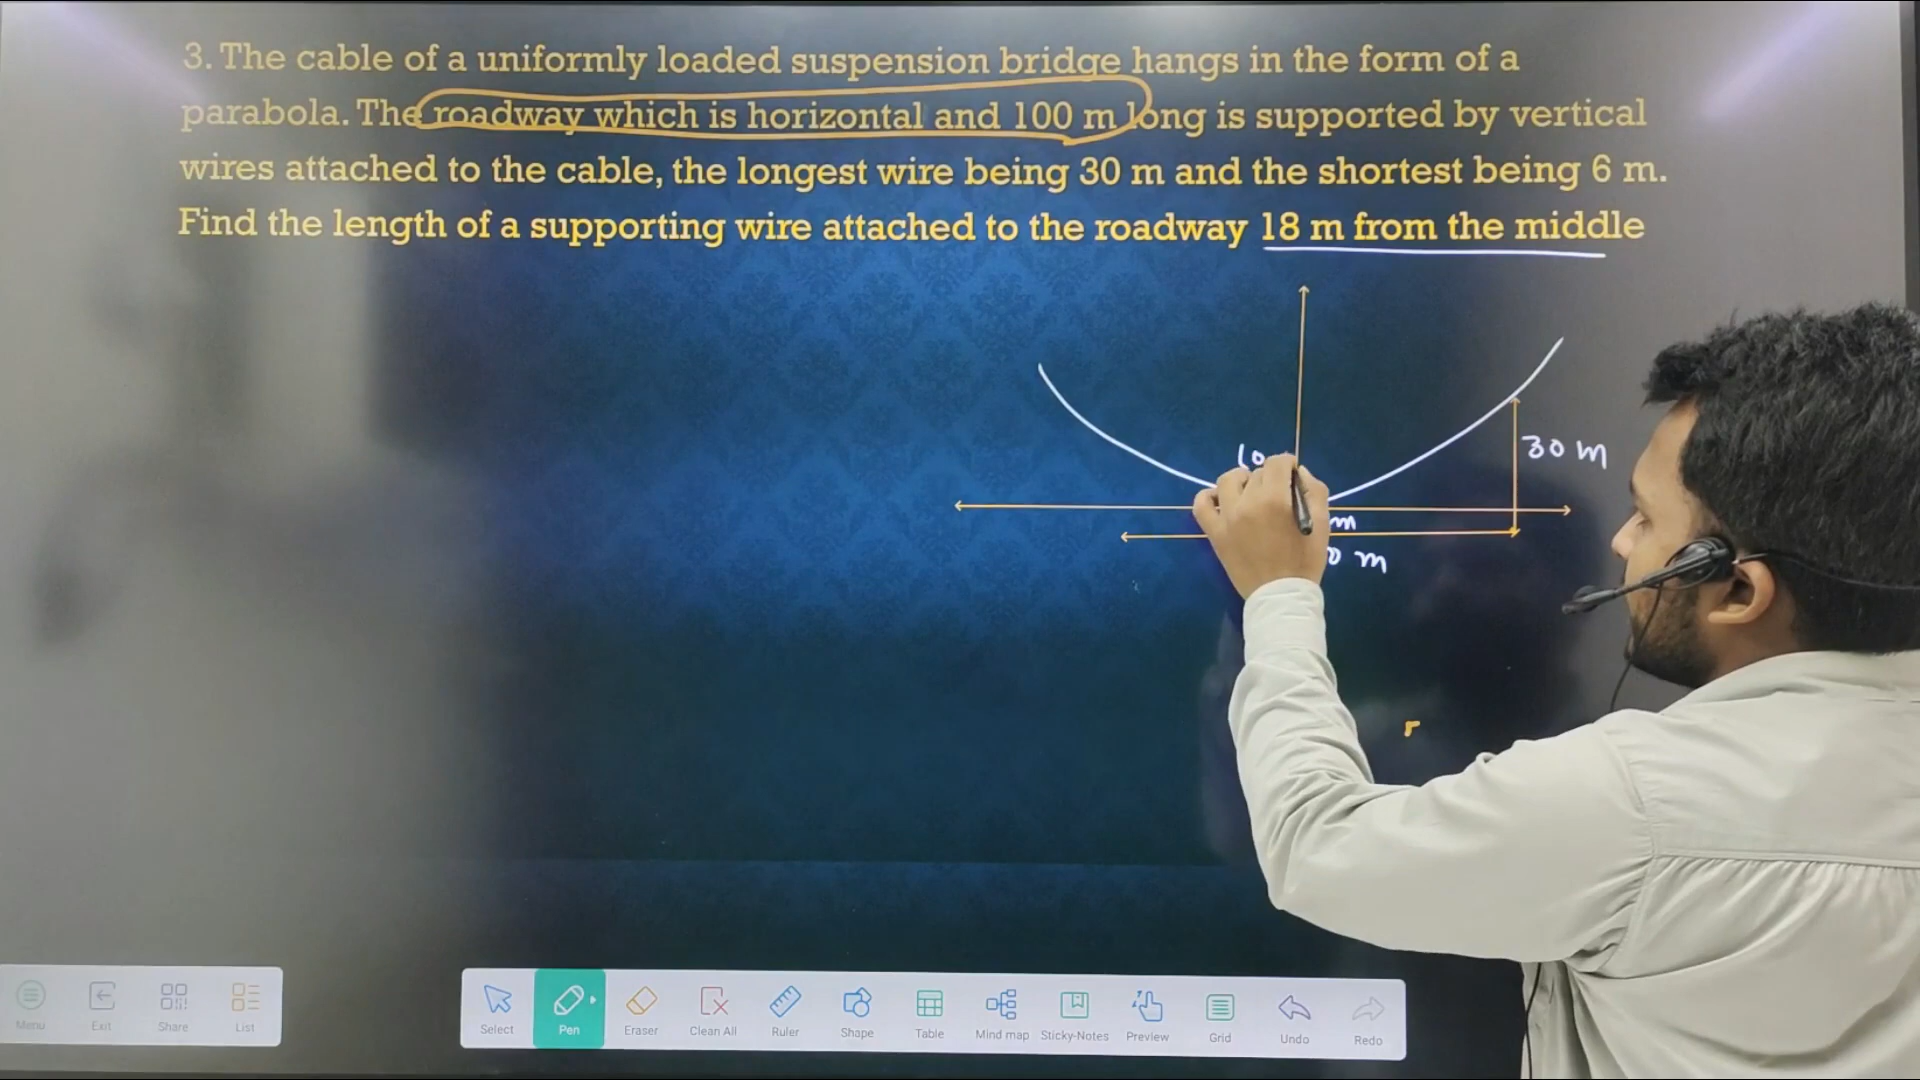 3. The cable of a uniformly loaded suspension bridge hangs in the form of a
parabola. The roadway which is horizontal and 100 m long is supported by vertical
wires attached to the cable, the longest wire being 30 m and the shortest being 6 m.
Find the length of a supporting wire attached to the roadway 18 m from the middle
30 m
m
0 m
Menu
Exit
Share
List
Select
Pen
Eraser
Clean All
Ruler
Shape
Table
Mind map
Sticky-Notes
Preview
Grid
Undo
Redo